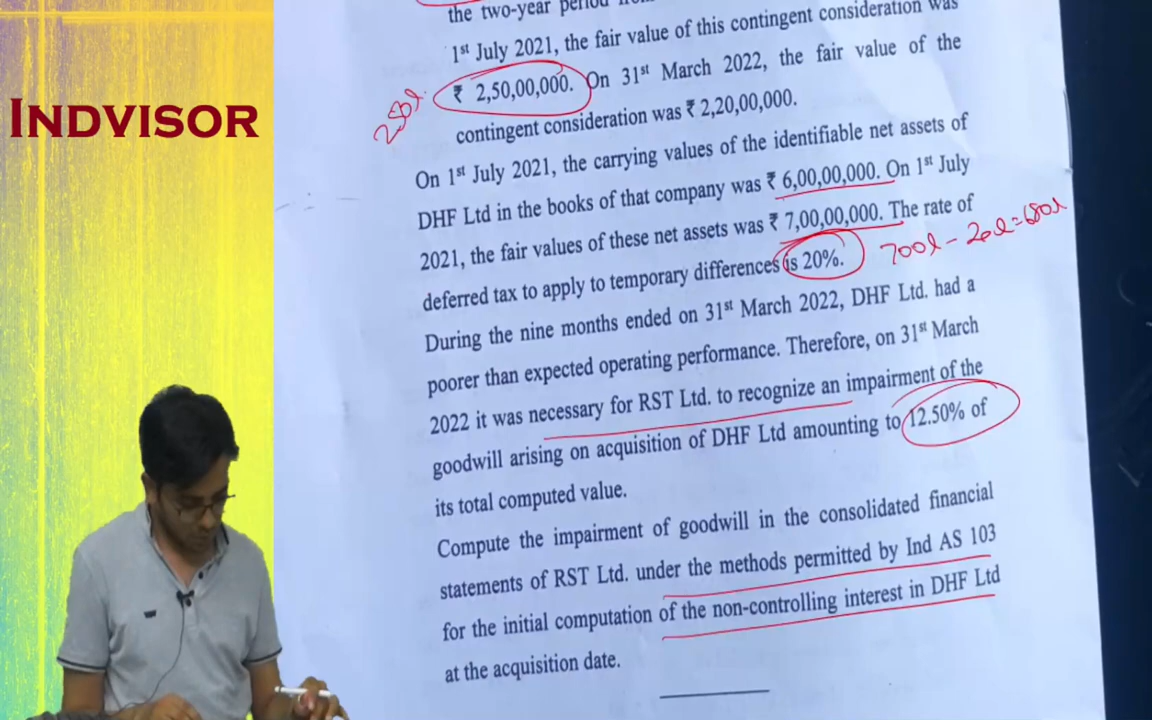 INDVISOR
the two-year period
1st July 2021, the fair value of this contingent consideration was
₹ 2,50,00,000. On 31st March 2022, the fair value of the
250l
contingent consideration was ₹ 2,20,00,000.
On 1st July 2021, the carrying values of the identifiable net assets of
DHF Ltd in the books of that company was ₹ 6,00,00,000. On 1st July
2021, the fair values of these net assets was ₹ 7,00,00,000. The rate of
deferred tax to apply to temporary differences is 20%.
700l - 20l = 680l
During the nine months ended on 31st March 2022, DHF Ltd. had a
poorer than expected operating performance. Therefore, on 31st March
2022 it was necessary for RST Ltd. to recognize an impairment of the
goodwill arising on acquisition of DHF Ltd amounting to 12.50% of
its total computed value.
Compute the impairment of goodwill in the consolidated financial
statements of RST Ltd. under the methods permitted by Ind AS 103
for the initial computation of the non-controlling interest in DHF Ltd
at the acquisition date.